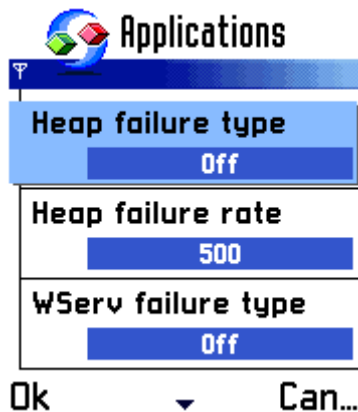 Applications
Heap failure type
Off
Heap failure rate
500
WServ failure type
Off
Ok Can...